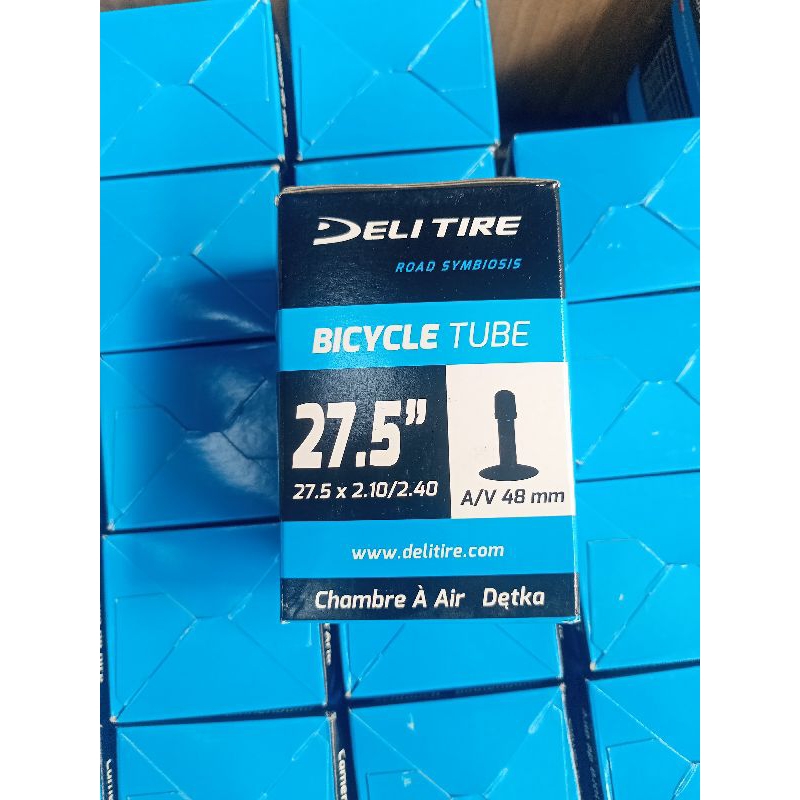 DELI TIRE
ROAD SYMBIOSIS
BICYCLE TUBE
27.5”
27.5 x 2.10/2.40
A/V 48 mm
www.delitire.com
Chambre À Air Dętka